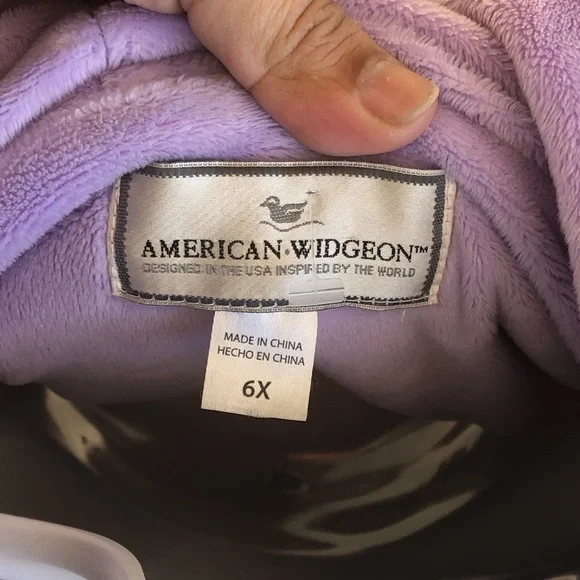 AMERICAN·WIDGEON™
DESIGNED IN THE USA INSPIRED BY THE WORLD
MADE IN CHINA
HECHO EN CHINA
6X